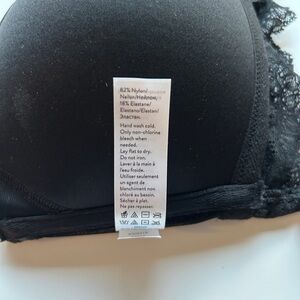 82% Nylon/
Nailon/Нейлон,
18% Elastane/
Elastano/Elastan/
Эластан.
Hand wash cold.
Only non-chlorine
bleach when
needed.
Lay flat to dry.
Do not iron.
Laver à la main à
l'eau froide.
Utiliser seulement
un agent de
blanchiment non
chloré au besoin.
Sécher à plat.
Ne pas repasser.